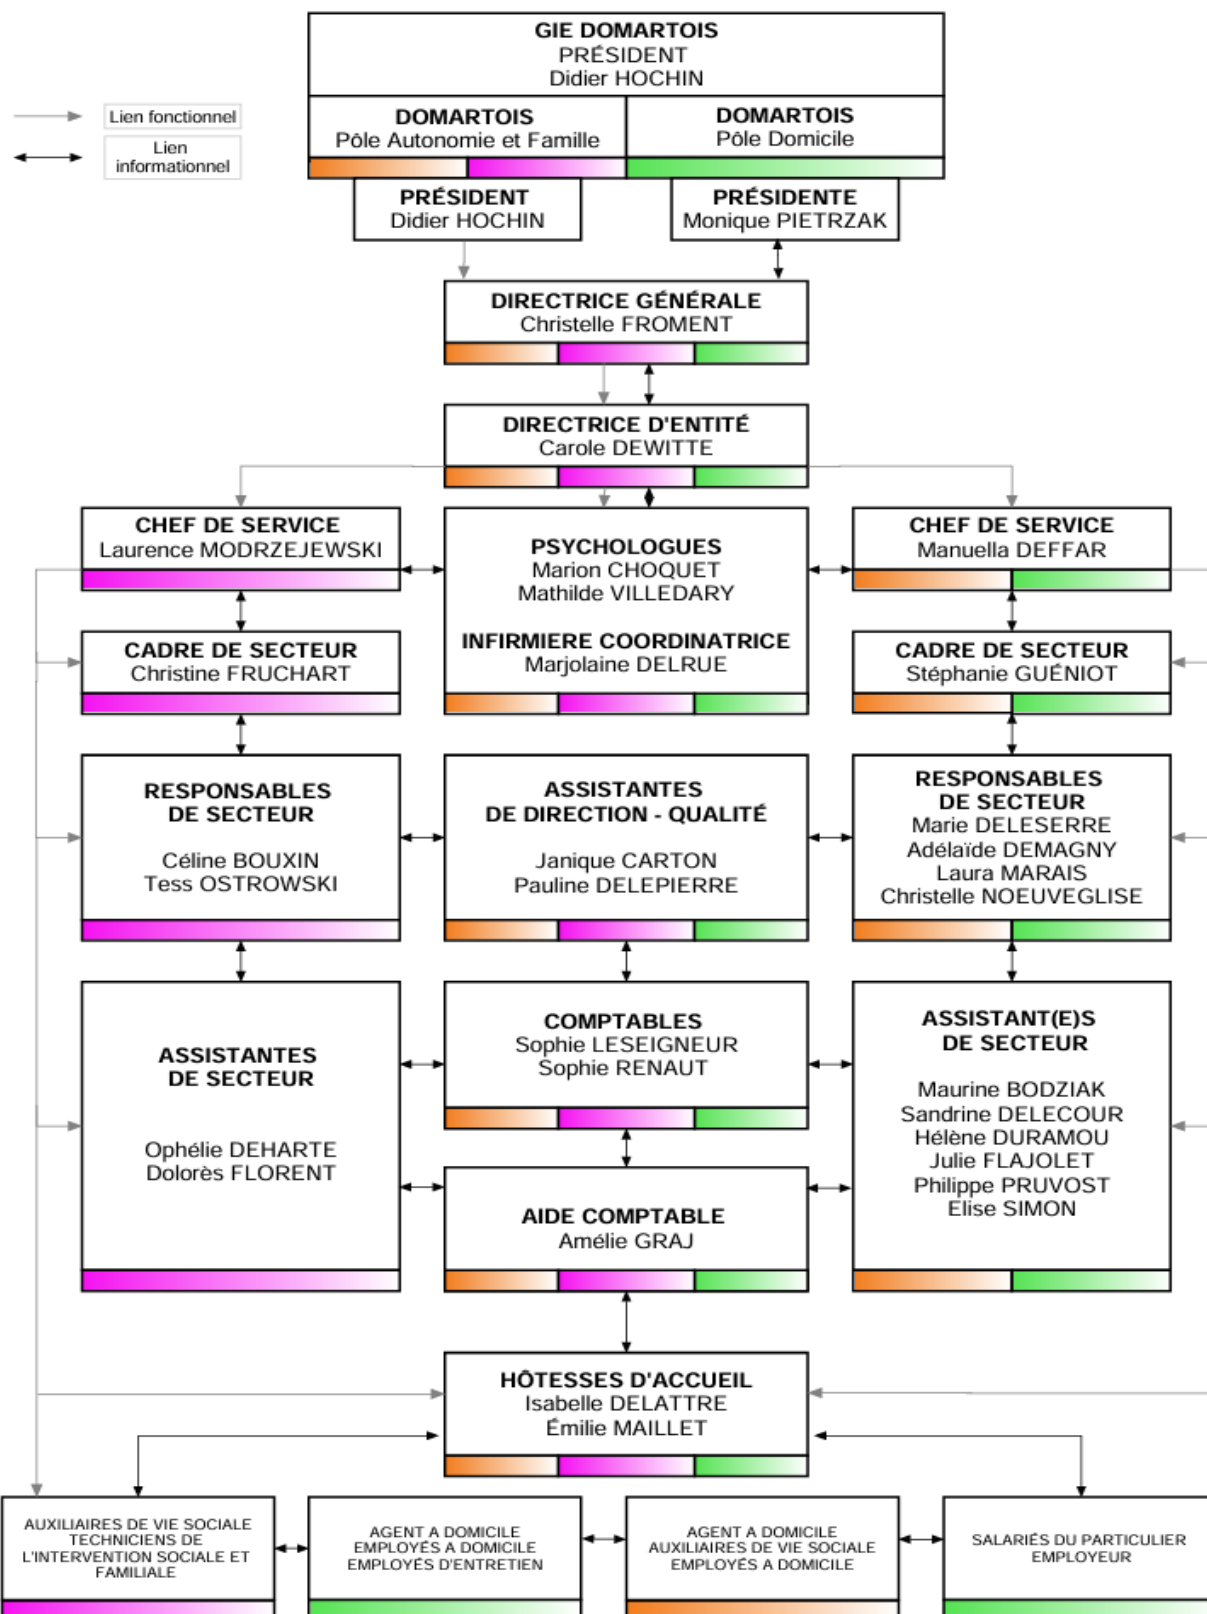 GIE DOMARTOIS
PRÉSIDENT
Didier HOCHIN
Lien fonctionnel
Lien
informationnel
DOMARTOIS
Pôle Autonomie et Famille
DOMARTOIS
Pôle Domicile
PRÉSIDENT
Didier HOCHIN
PRÉSIDENTE
Monique PIETRZAK
DIRECTRICE GÉNÉRALE
Christelle FROMENT
DIRECTRICE D'ENTITÉ
Carole DEWITTE
CHEF DE SERVICE
Laurence MODRZEJEWSKI
PSYCHOLOGUES
Marion CHOQUET
Mathilde VILLEDARY
INFIRMIERE COORDINATRICE
Marjolaine DELRUE
CHEF DE SERVICE
Manuella DEFFAR
CADRE DE SECTEUR
Christine FRUCHART
CADRE DE SECTEUR
Stéphanie GUÉNIOT
RESPONSABLES
DE SECTEUR
Céline BOUXIN
Tess OSTROWSKI
ASSISTANTES
DE DIRECTION - QUALITÉ
Janique CARTON
Pauline DELEPIERRE
RESPONSABLES
DE SECTEUR
Marie DELESERRE
Adélaïde DEMAGNY
Laura MARAIS
Christelle NOEUVEGLISE
ASSISTANTES
DE SECTEUR
Ophélie DEHARTE
Dolorès FLORENT
COMPTABLES
Sophie LESEIGNEUR
Sophie RENAUT
ASSISTANT(E)S
DE SECTEUR
Maurine BODZIAK
Sandrine DELECOUR
Hélène DURAMOU
Julie FLAJOLET
Philippe PRUVOST
Elise SIMON
AIDE COMPTABLE
Amélie GRAJ
HÔTESSES D'ACCUEIL
Isabelle DELATTRE
Émilie MAILLET
AUXILIAIRES DE VIE SOCIALE
TECHNICIENS DE
L'INTERVENTION SOCIALE ET
FAMILIALE
AGENT A DOMICILE
EMPLOYÉS A DOMICILE
EMPLOYÉS D'ENTRETIEN
AGENT A DOMICILE
AUXILIAIRES DE VIE SOCIALE
EMPLOYÉS A DOMICILE
SALARIÉS DU PARTICULIER
EMPLOYEUR